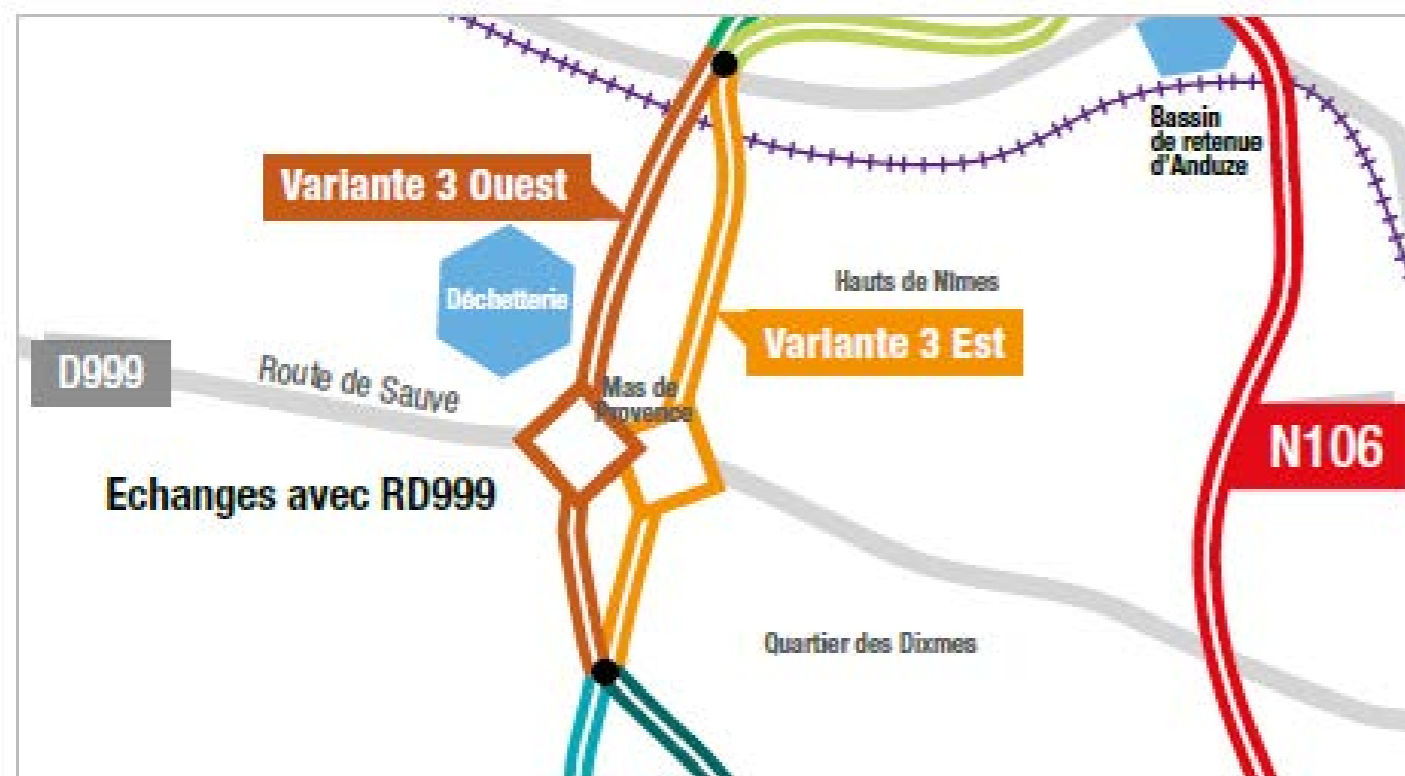 Bassin
de retenue
d'Anduze
Variante 3 Ouest
Déchetterie
Hauts de Nîmes
Variante 3 Est
D999
Route de Sauve
Mas de
Provence
N106
Echanges avec RD999
Quartier des Dixmes